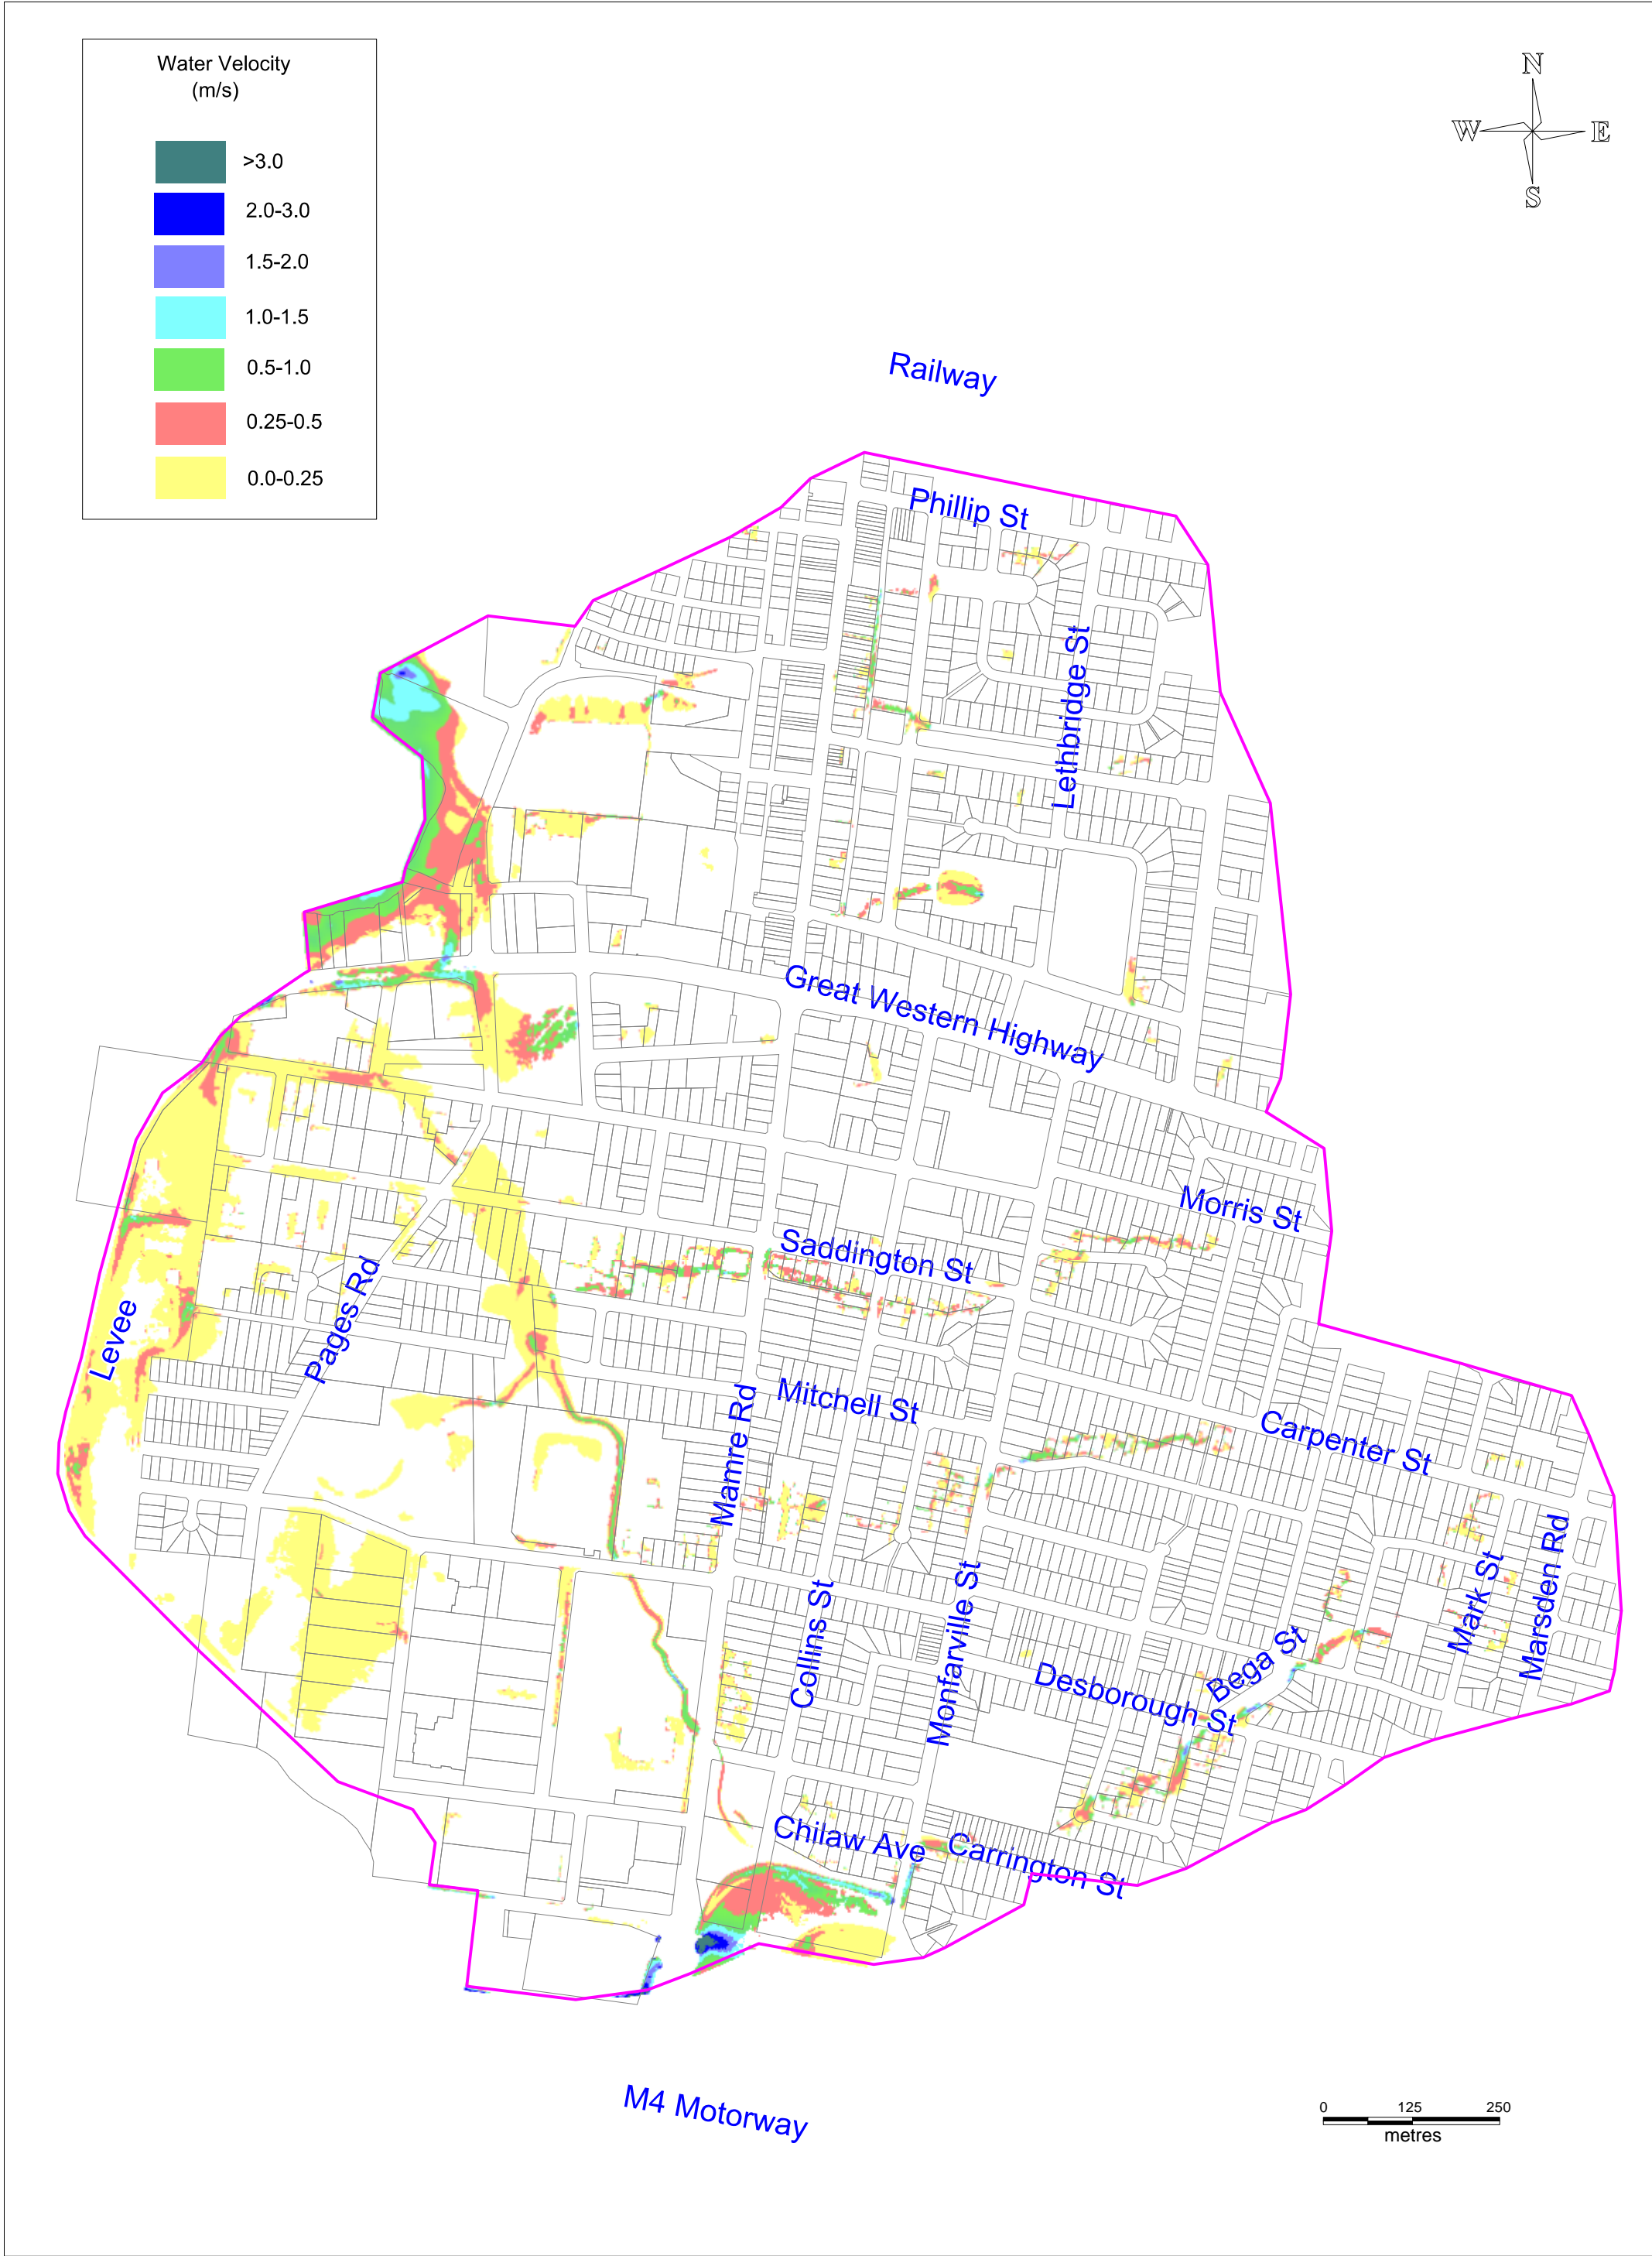 Water Velocity
(m/s)
>3.0
2.0-3.0
1.5-2.0
1.0-1.5
0.5-1.0
0.25-0.5
0.0-0.25
N
W E
S
Railway
Phillip St
Lethbridge St
Great Western Highway
Morris St
Saddington St
Pages Rd
Levee
Mitchell St
Mamre Rd
Carpenter St
Collins St
Monfarville St
Desborough St
Bega St
Mark St
Marsden Rd
Chilaw Ave
Carrington St
M4 Motorway
0 125 250
metres